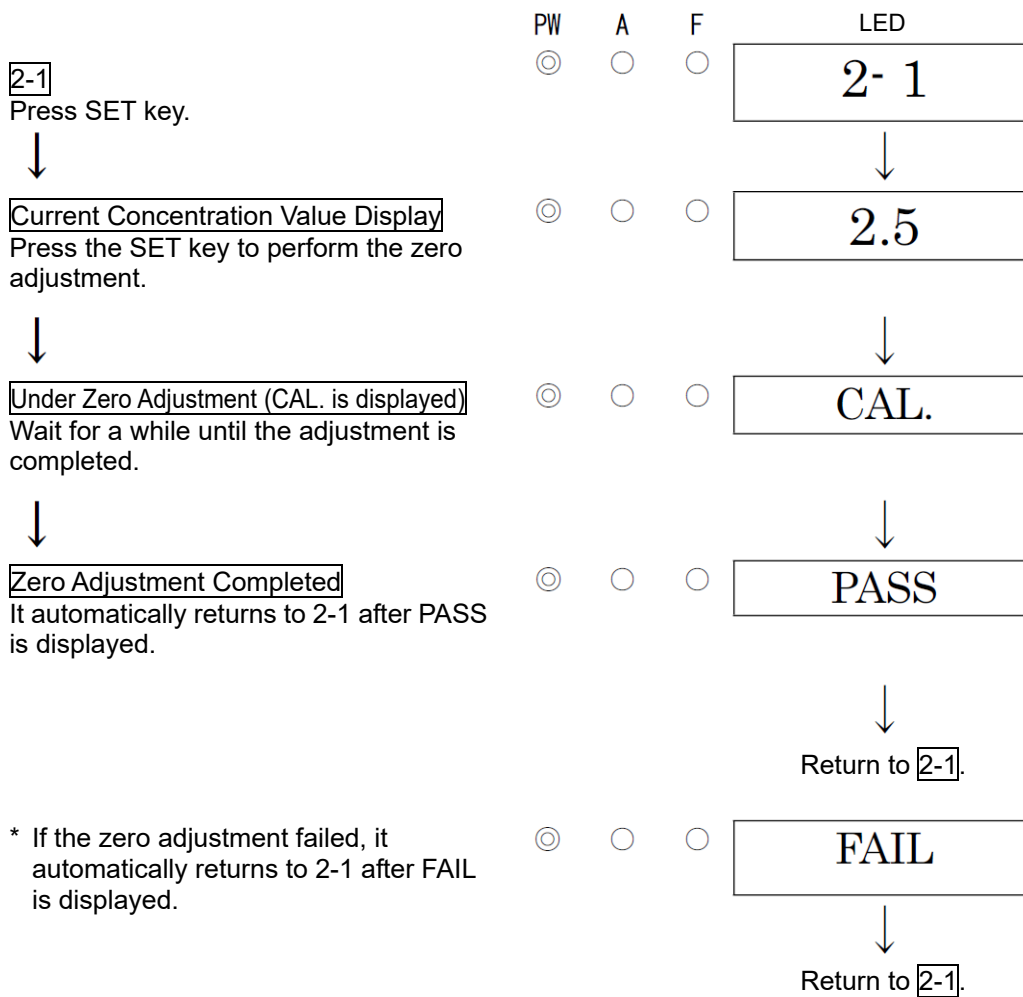 PW A F LED
2-1
2- 1
Press SET key.
Current Concentration Value Display
2.5
Press the SET key to perform the zero
adjustment.
Under Zero Adjustment (CAL. is displayed)
CAL.
Wait for a while until the adjustment is
completed.
Zero Adjustment Completed
PASS
It automatically returns to 2-1 after PASS
is displayed.
Return to 2-1.
* If the zero adjustment failed, it
automatically returns to 2-1 after FAIL
is displayed.
FAIL
Return to 2-1.